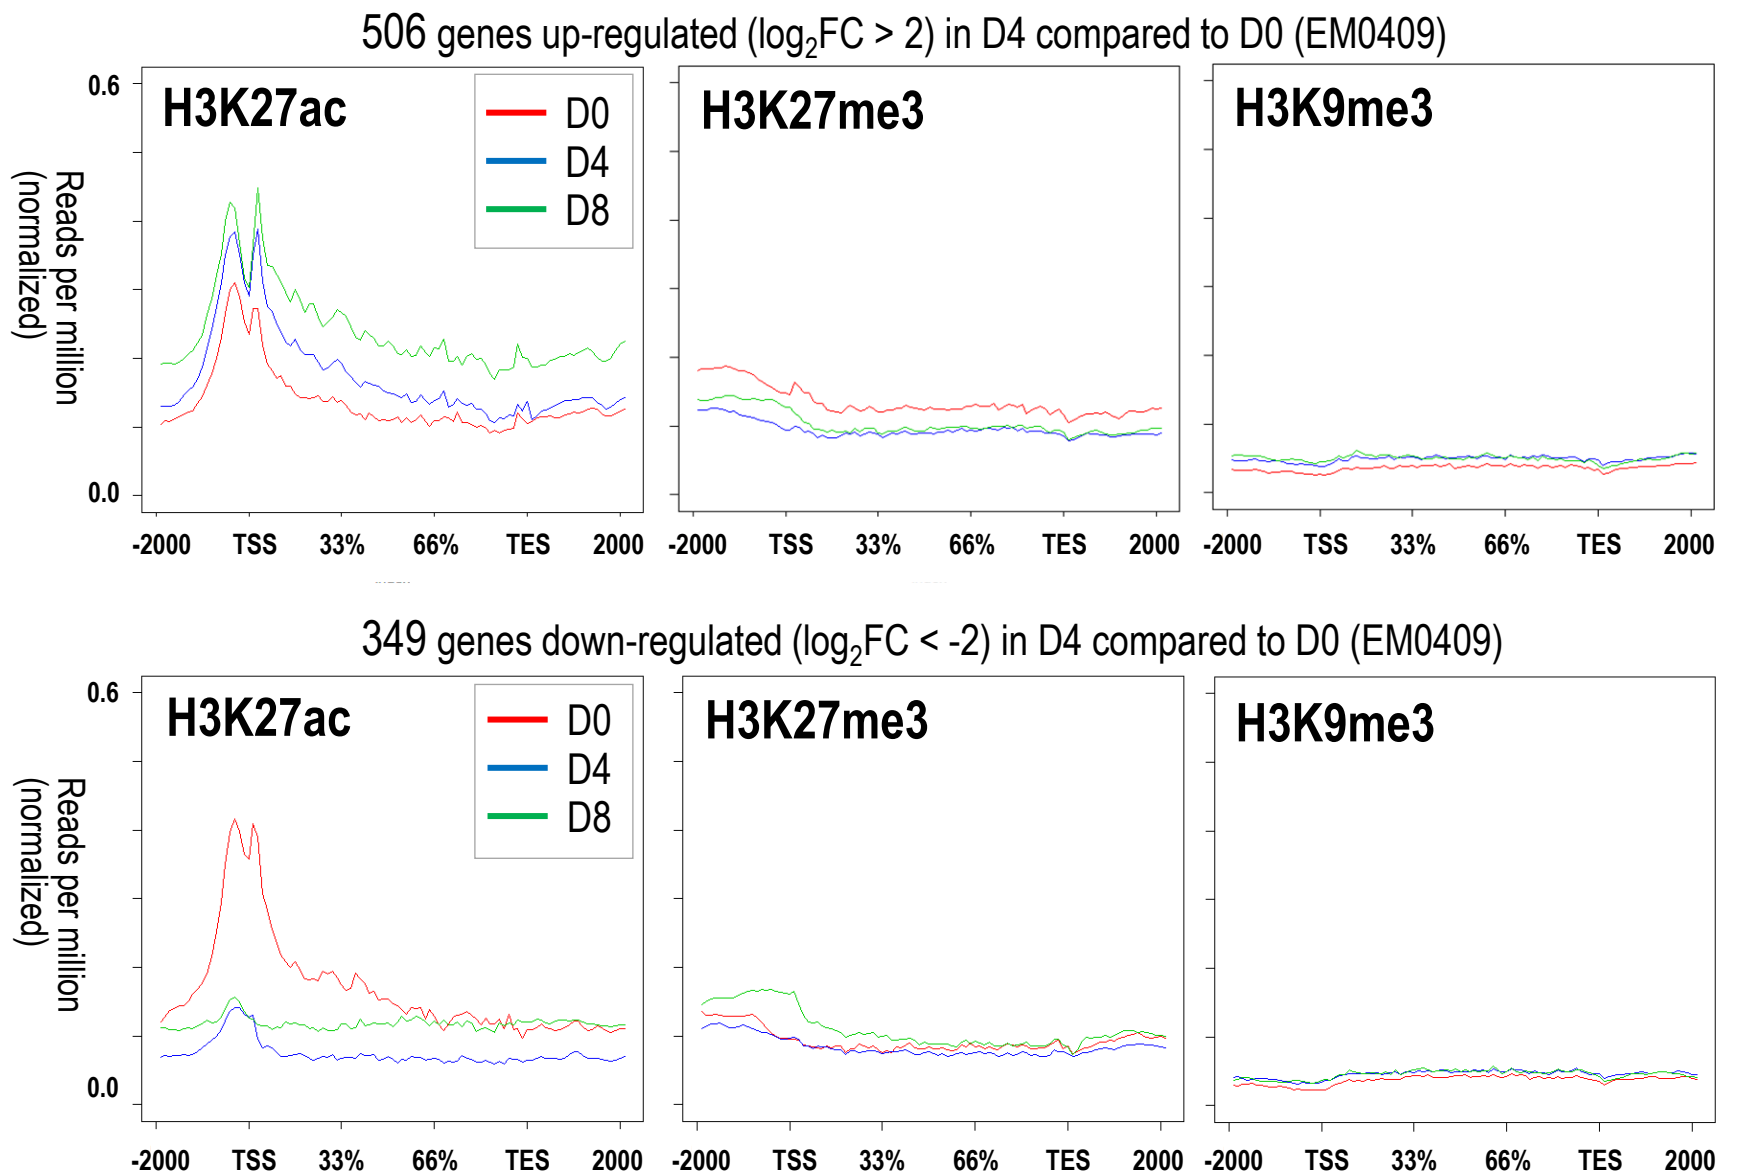 506 genes up-regulated (log₂FC > 2) in D4 compared to D0 (EM0409)
0.6
H3K27ac
D0
D4
D8
H3K27me3
H3K9me3
Reads per million
(normalized)
0.0
-2000 TSS 33% 66% TES 2000
-2000 TSS 33% 66% TES 2000
-2000 TSS 33% 66% TES 2000
349 genes down-regulated (log₂FC < -2) in D4 compared to D0 (EM0409)
0.6
H3K27ac
D0
D4
D8
H3K27me3
H3K9me3
Reads per million
(normalized)
0.0
-2000 TSS 33% 66% TES 2000
-2000 TSS 33% 66% TES 2000
-2000 TSS 33% 66% TES 2000